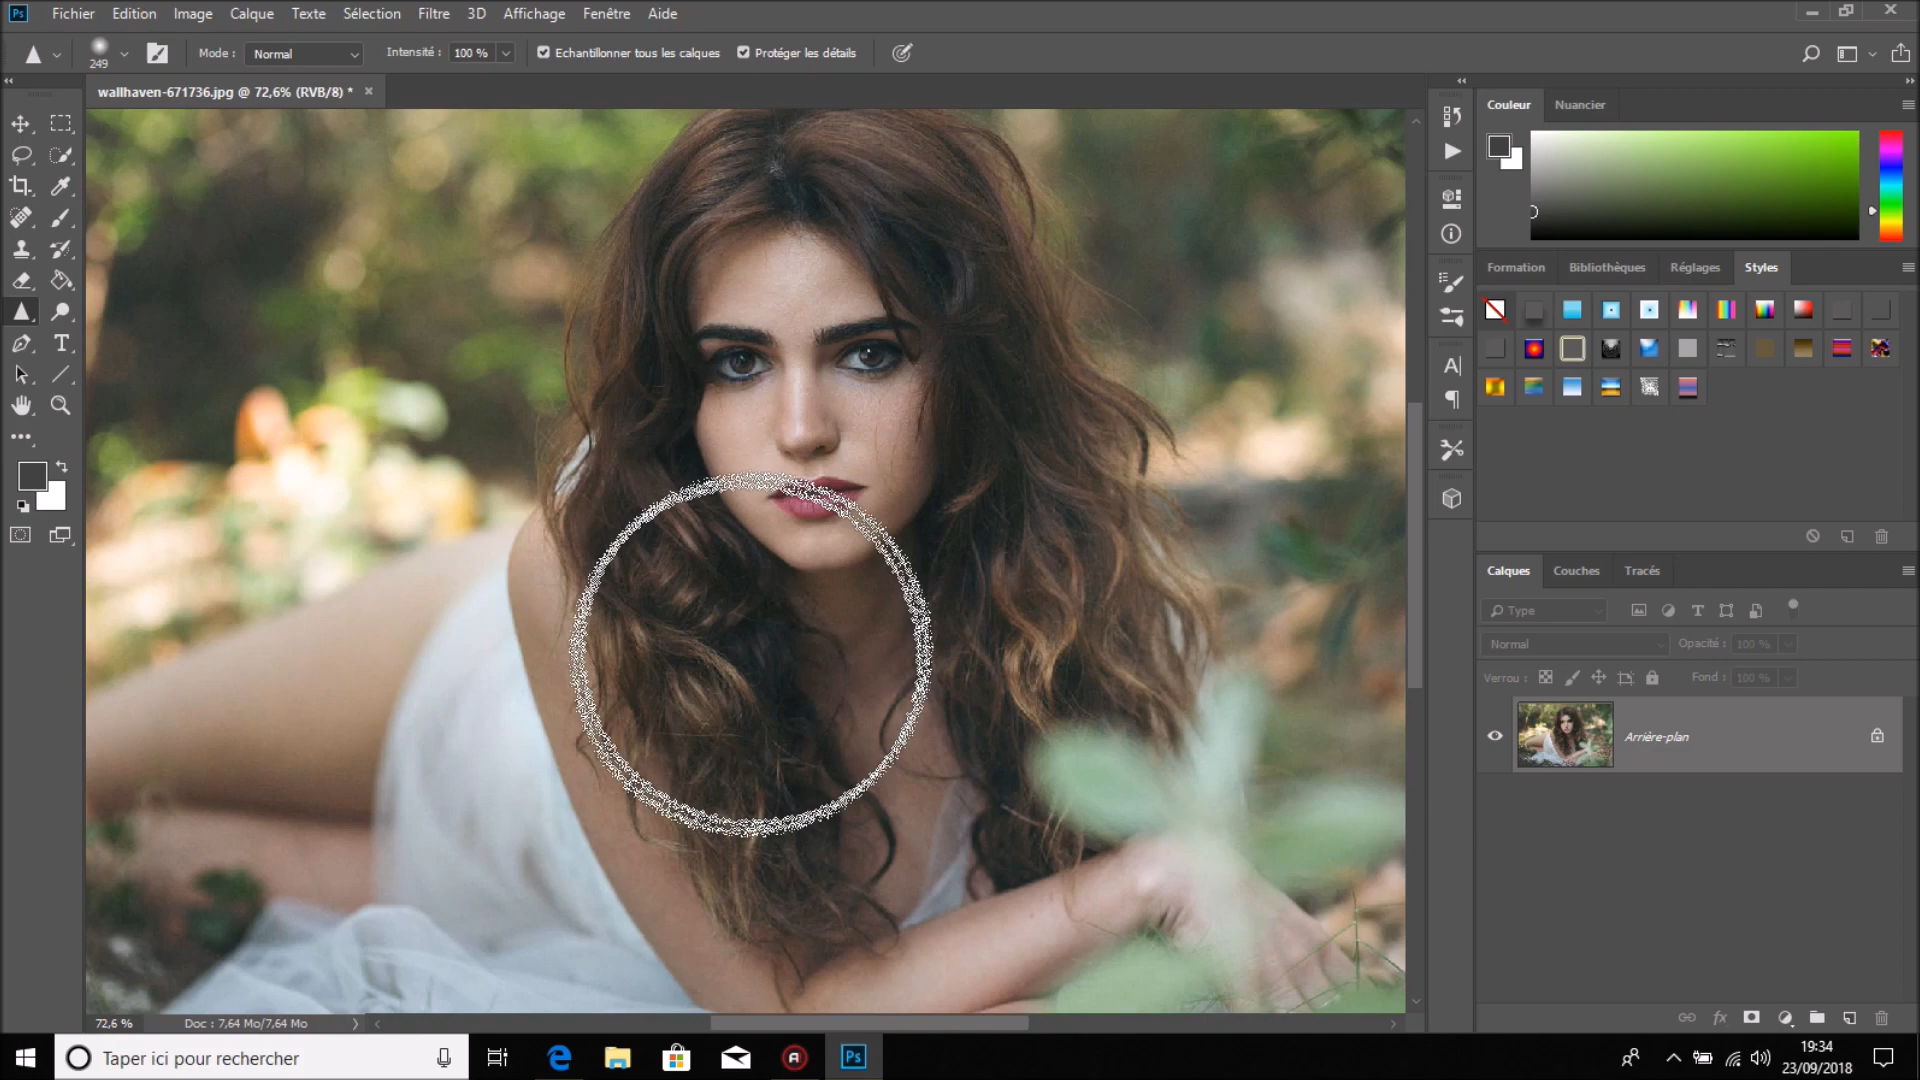 Ps Fichier Edition Image Calque Texte Sélection Filtre 3D Affichage Fenêtre Aide
249 Mode : Normal Intensité : 100 % Echantillonner tous les calques Protéger les détails
wallhaven-671736.jpg @ 72,6% (RVB/8) *
Couleur Nuancier
Formation Bibliothèques Réglages Styles
Calques Couches Tracés
Type
Normal Opacité : 100 %
Verrou : Fond : 100 %
Arrière-plan
fx
72,6 % Doc : 7,64 Mo/7,64 Mo
Taper ici pour rechercher
Ps
19:34
23/09/2018